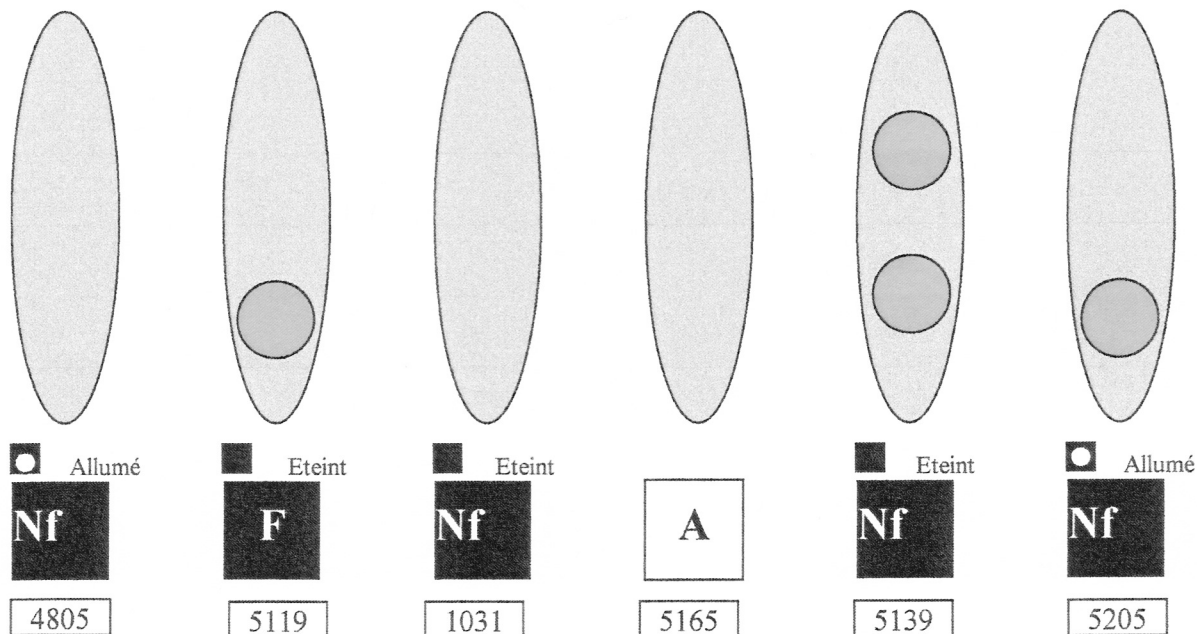 Allumé Eteint Eteint Eteint Allumé
Nf F Nf A Nf Nf
4805 5119 1031 5165 5139 5205